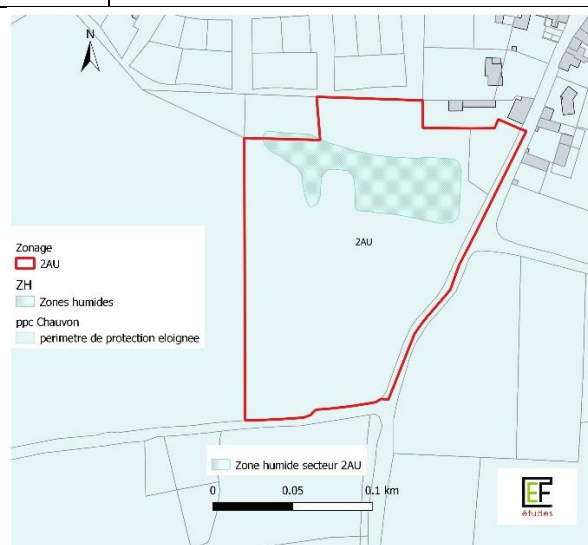 N
2AU
Zonage
2AU
ZH
Zones humides
ppc Chauvon
perimetre de protection eloignee
Zone humide secteur 2AU
0 0.05 0.1 km
EF
études